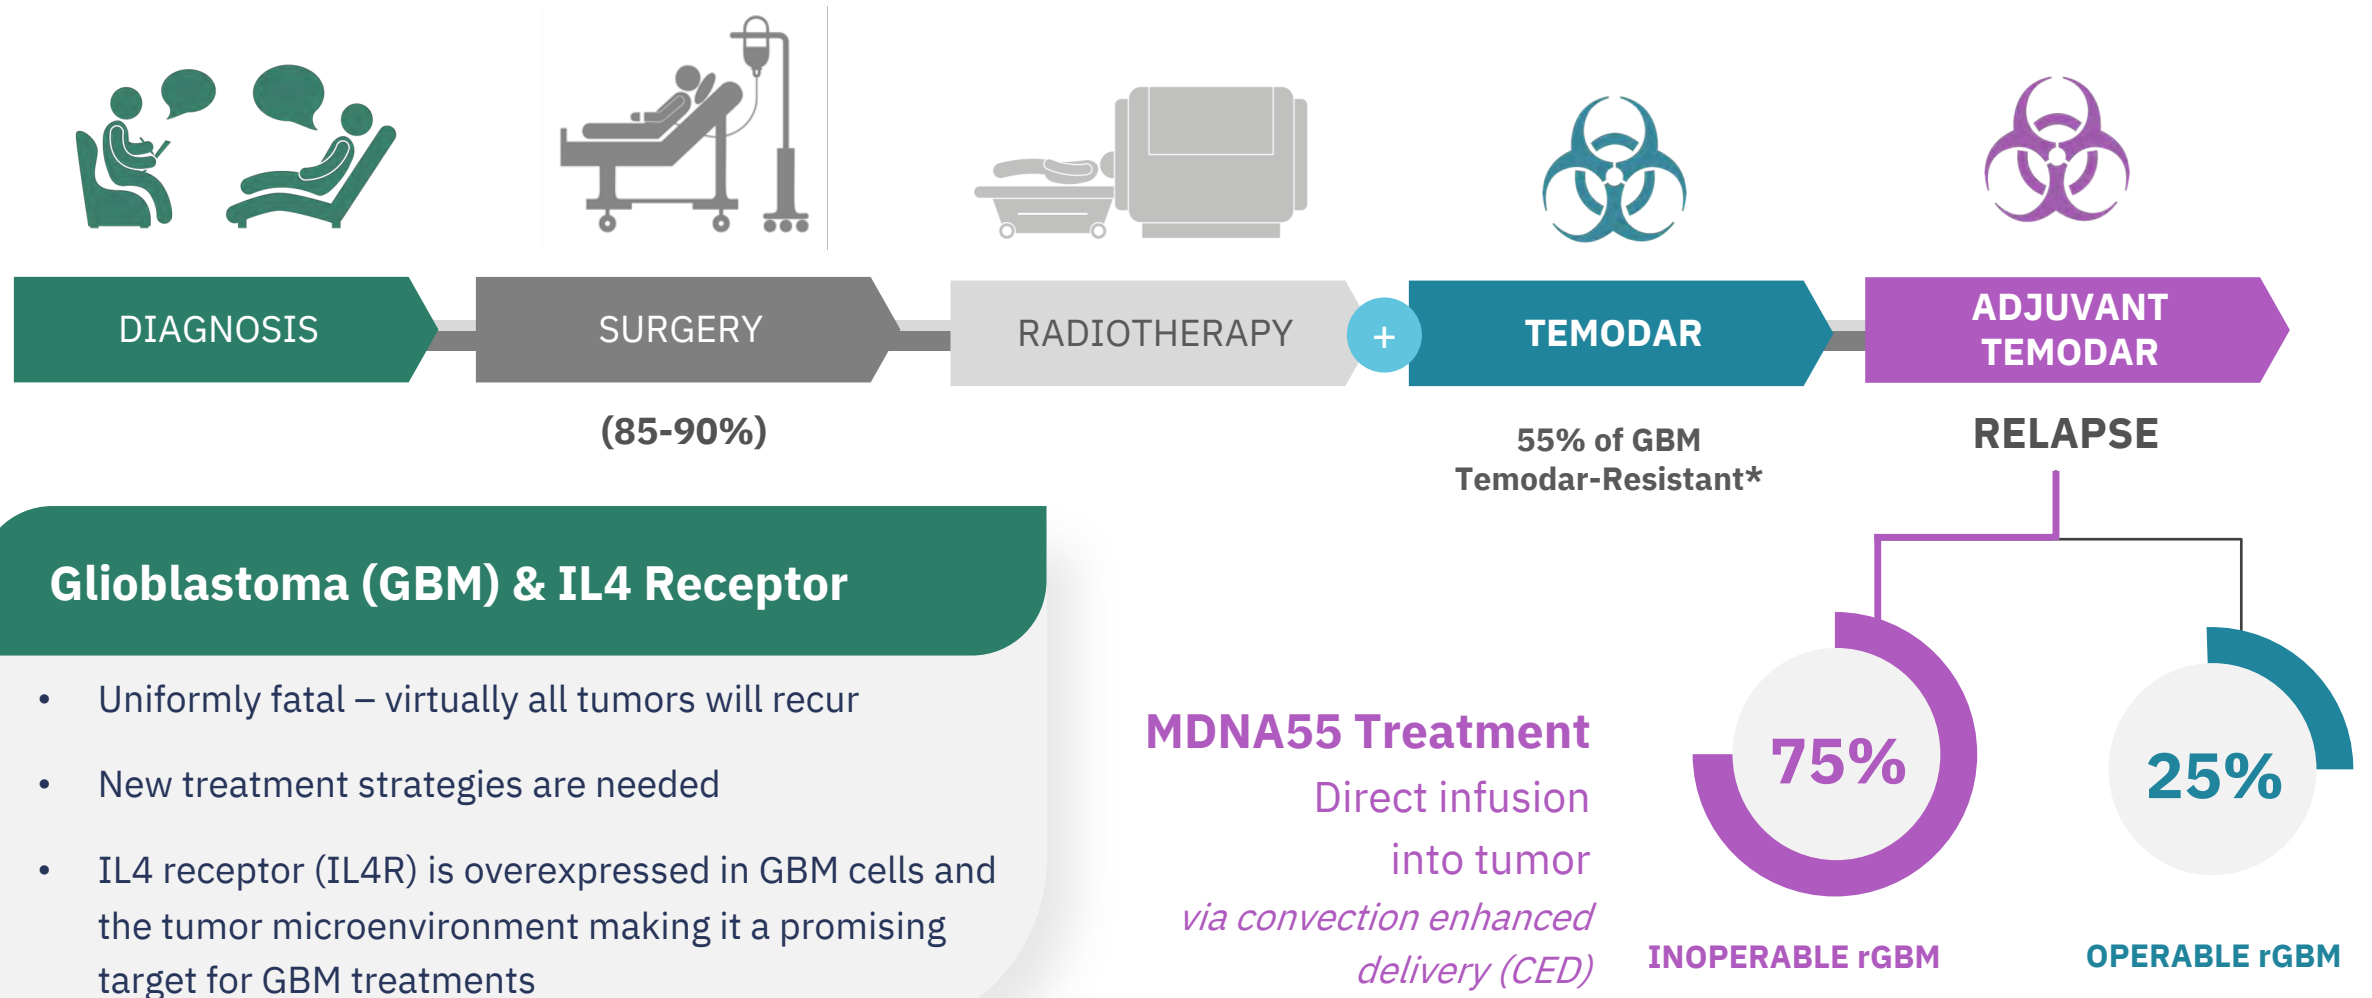 DIAGNOSIS
SURGERY
RADIOTHERAPY
+
TEMODAR
ADJUVANT
TEMODAR
(85-90%)
55% of GBM
Temodar-Resistant*
RELAPSE
Glioblastoma (GBM) & IL4 Receptor
• Uniformly fatal – virtually all tumors will recur
• New treatment strategies are needed
• IL4 receptor (IL4R) is overexpressed in GBM cells and
the tumor microenvironment making it a promising
target for GBM treatments
MDNA55 Treatment
Direct infusion
into tumor
via convection enhanced
delivery (CED)
75%
INOPERABLE rGBM
25%
OPERABLE rGBM